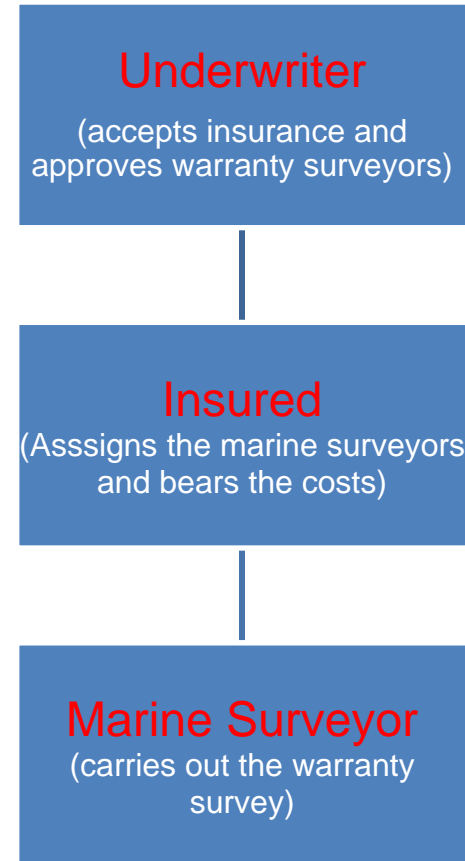 Underwriter
(accepts insurance and
approves warranty surveyors)
Insured
(Asssigns the marine surveyors
and bears the costs)
Marine Surveyor
(carries out the warranty
survey)